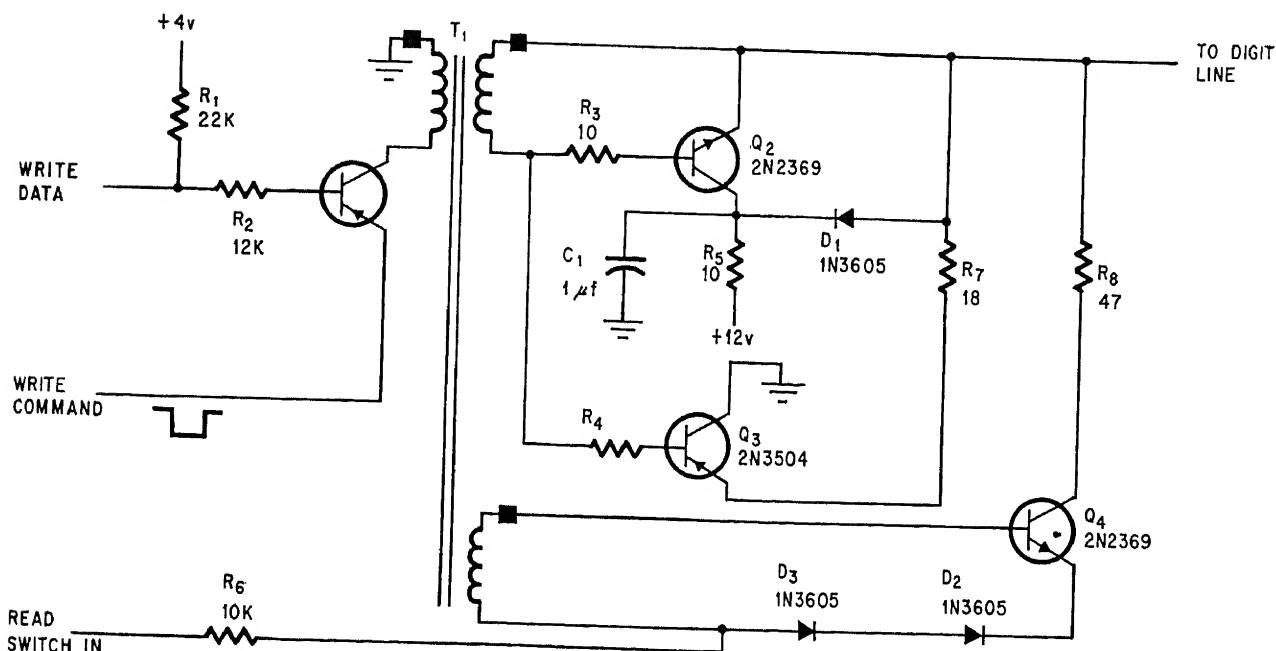 +4v
T1
TO DIGIT
LINE
R1
22K
R3
10
Q2
2N2369
WRITE
DATA
R2
12K
C1
1 µf
R5
10
D1
1N3605
R7
18
R8
47
+12v
WRITE
COMMAND
R4
Q3
2N3504
Q4
2N2369
R6
10K
D3
1N3605
D2
1N3605
READ
SWITCH IN